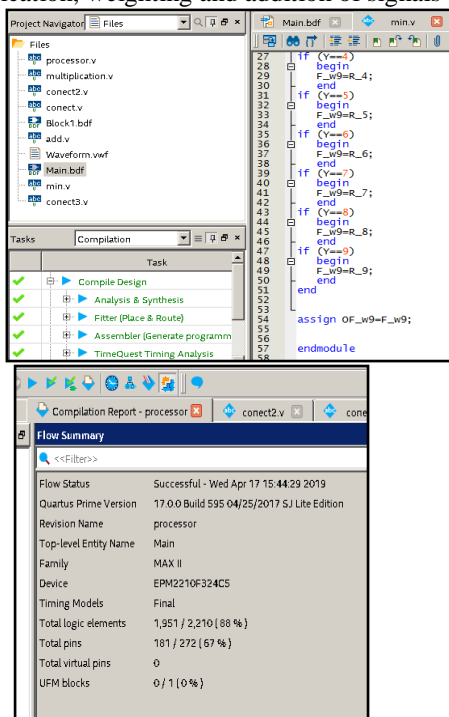 ication, weighting and addition of signals
Project Navigator Files
Files
processor.v
multiplication.v
conect2.v
conect.v
Block1.bdf
add.v
Waveform.vwf
Main.bdf
min.v
conect3.v
Tasks Compilation
Task
Compile Design
Analysis & Synthesis
Fitter (Place & Route)
Assembler (Generate programm
TimeQuest Timing Analysis
Main.bdf min.v
27 if (Y==4)
28 begin
29 F_w9=R_4;
30 end
31 if (Y==5)
32 begin
33 F_w9=R_5;
34 end
35 if (Y==6)
36 begin
37 F_w9=R_6;
38 end
39 if (Y==7)
40 begin
41 F_w9=R_7;
42 end
43 if (Y==8)
44 begin
45 F_w9=R_8;
46 end
47 if (Y==9)
48 begin
49 F_w9=R_9;
50 end
51 end
52
53
54 assign OF_w9=F_w9;
55
56
57 endmodule
58
Compilation Report - processor conect2.v cone
Flow Summary
<<Filter>>
Flow Status Successful - Wed Apr 17 15:44:29 2019
Quartus Prime Version 17.0.0 Build 595 04/25/2017 SJ Lite Edition
Revision Name processor
Top-level Entity Name Main
Family MAX II
Device EPM2210F324C5
Timing Models Final
Total logic elements 1,951 / 2,210 ( 88 % )
Total pins 181 / 272 ( 67 % )
Total virtual pins 0
UFM blocks 0 / 1 ( 0 % )